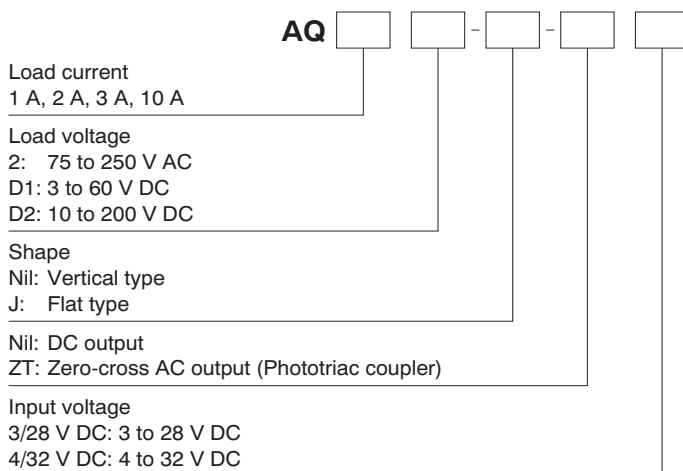 AQ - -
Load current
1 A, 2 A, 3 A, 10 A
Load voltage
2: 75 to 250 V AC
D1: 3 to 60 V DC
D2: 10 to 200 V DC
Shape
Nil: Vertical type
J: Flat type
Nil: DC output
ZT: Zero-cross AC output (Phototriac coupler)
Input voltage
3/28 V DC: 3 to 28 V DC
4/32 V DC: 4 to 32 V DC